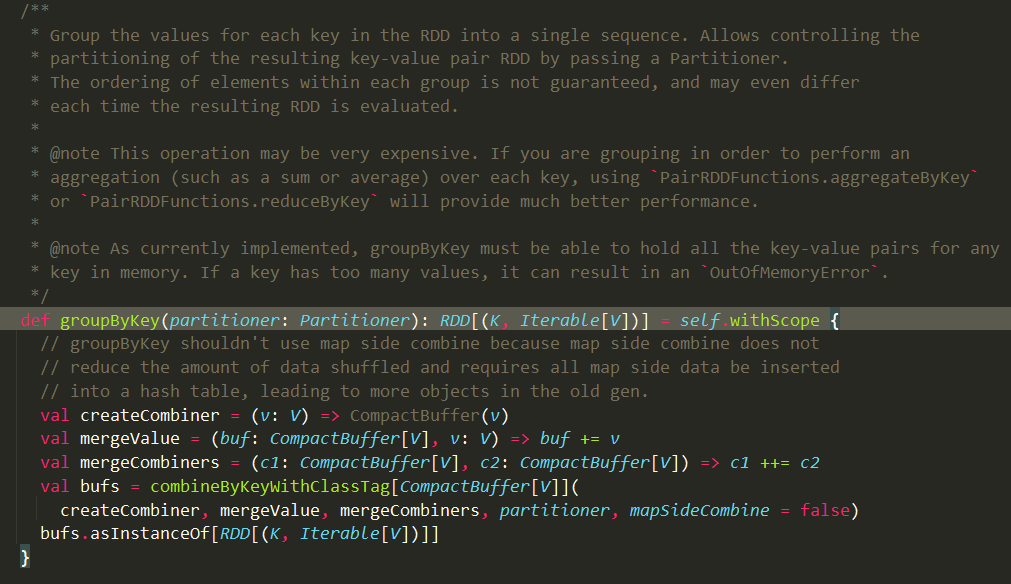 /**
 * Group the values for each key in the RDD into a single sequence. Allows controlling the
 * partitioning of the resulting key-value pair RDD by passing a Partitioner.
 * The ordering of elements within each group is not guaranteed, and may even differ
 * each time the resulting RDD is evaluated.
 *
 * @note This operation may be very expensive. If you are grouping in order to perform an
 * aggregation (such as a sum or average) over each key, using `PairRDDFunctions.aggregateByKey`
 * or `PairRDDFunctions.reduceByKey` will provide much better performance.
 *
 * @note As currently implemented, groupByKey must be able to hold all the key-value pairs for any
 * key in memory. If a key has too many values, it can result in an `OutOfMemoryError`.
 */
def groupByKey(partitioner: Partitioner): RDD[(K, Iterable[V])] = self.withScope {
  // groupByKey shouldn't use map side combine because map side combine does not
  // reduce the amount of data shuffled and requires all map side data be inserted
  // into a hash table, leading to more objects in the old gen.
  val createCombiner = (v: V) => CompactBuffer(v)
  val mergeValue = (buf: CompactBuffer[V], v: V) => buf += v
  val mergeCombiners = (c1: CompactBuffer[V], c2: CompactBuffer[V]) => c1 ++= c2
  val bufs = combineByKeyWithClassTag[CompactBuffer[V]](
    createCombiner, mergeValue, mergeCombiners, partitioner, mapSideCombine = false)
  bufs.asInstanceOf[RDD[(K, Iterable[V])]]
}